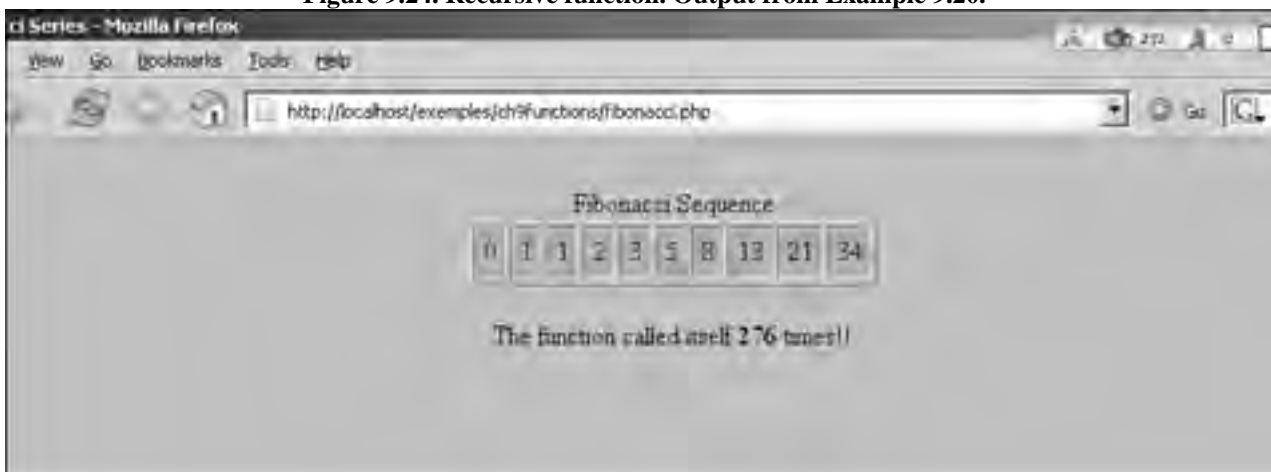 Figure 9.24. Recursive function. Output from Example 9.20.
ci Series - Mozilla Firefox
View Go Bookmarks Tools Help
http://localhost/examples/ch9functions/fibonacci.php
Go
Fibonacci Sequence
0 1 1 2 3 5 8 13 21 34
The function called itself 276 times!!